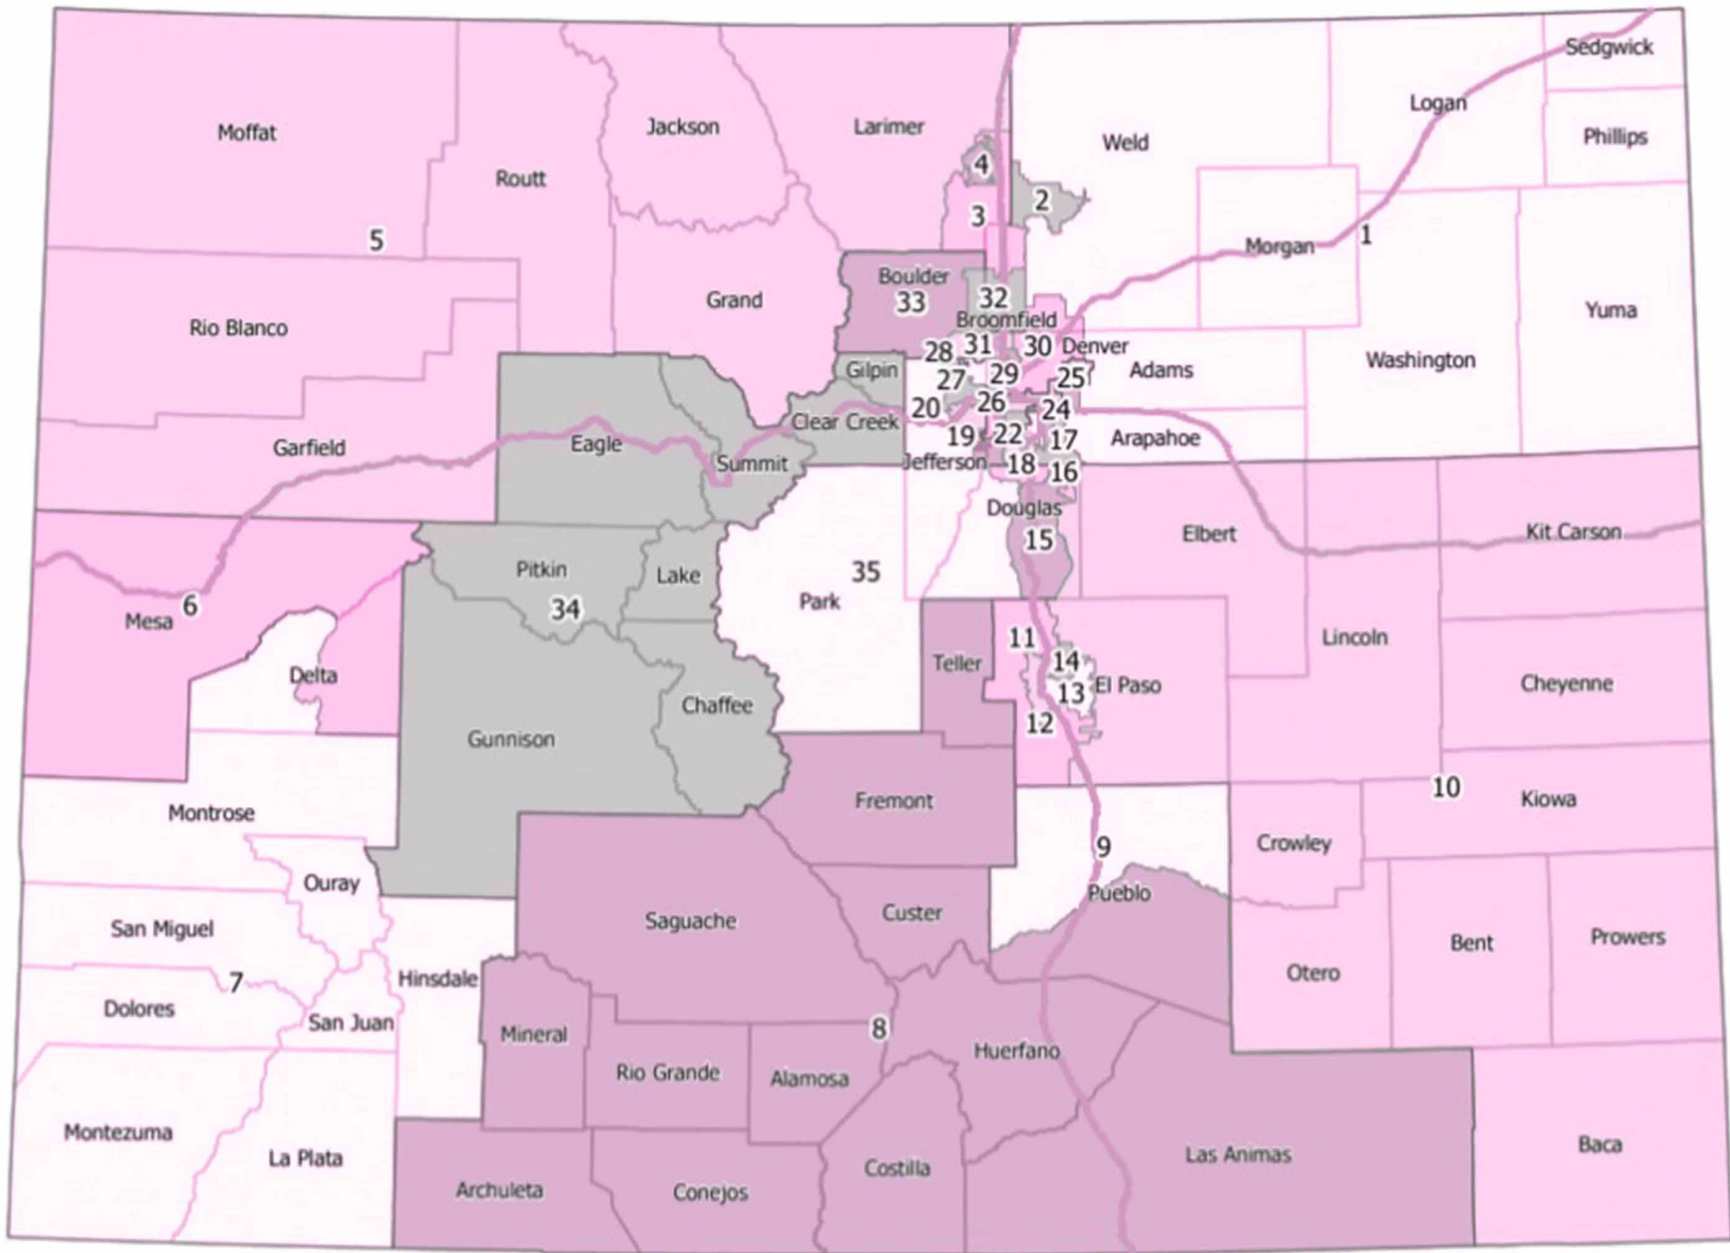 Sedgwick
Logan
Moffat
Jackson
Larimer
Weld
Phillips
Routt
4
2
3
5
Morgan
1
Boulder
33
Grand
32
Rio Blanco
Broomfield
Yuma
28
31
30
Denver
Washington
Gilpin
27
29
25
Adams
20
26
24
Clear Creek
Garfield
Eagle
19
22
17
Arapahoe
Summit
Jefferson
18
16
Douglas
Elbert
Kit Carson
15
Pitkin
Lake
35
6
34
Park
Mesa
11
Lincoln
Delta
Teller
14
13
El Paso
Cheyenne
Chaffee
12
Gunnison
10
Montrose
Fremont
Kiowa
9
Crowley
Ouray
Pueblo
San Miguel
Saguache
Custer
Bent
Prowers
7
Hinsdale
Otero
Dolores
San Juan
Mineral
8
Huerfano
Rio Grande
Alamosa
Montezuma
La Plata
Costilla
Las Animas
Baca
Archuleta
Conejos